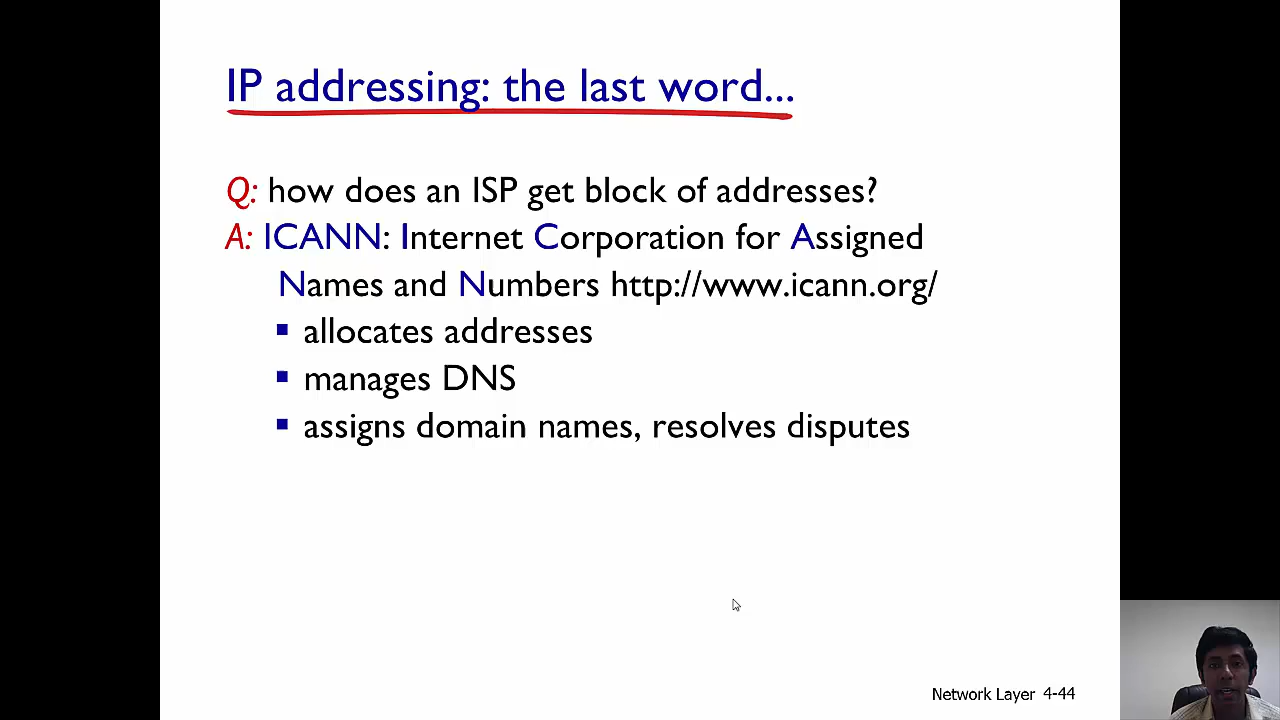 IP addressing: the last word...
Q: how does an ISP get block of addresses?
A: ICANN: Internet Corporation for Assigned
Names and Numbers http://www.icann.org/
▪ allocates addresses
▪ manages DNS
▪ assigns domain names, resolves disputes
Network Layer 4-44